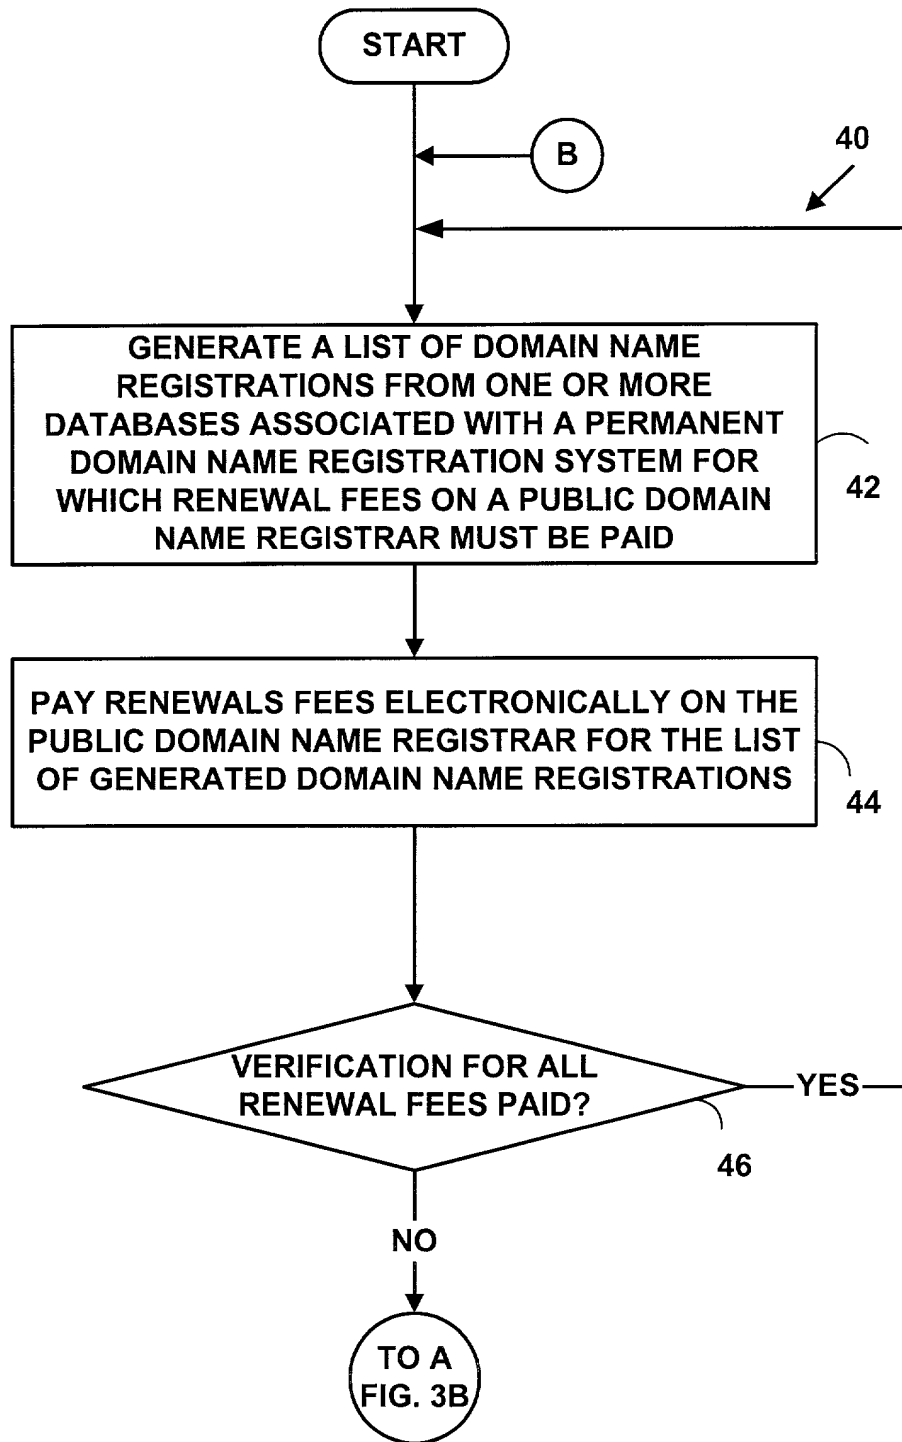 START
B
40
GENERATE A LIST OF DOMAIN NAME
REGISTRATIONS FROM ONE OR MORE
DATABASES ASSOCIATED WITH A PERMANENT
DOMAIN NAME REGISTRATION SYSTEM FOR
WHICH RENEWAL FEES ON A PUBLIC DOMAIN
NAME REGISTRAR MUST BE PAID
42
PAY RENEWALS FEES ELECTRONICALLY ON THE
PUBLIC DOMAIN NAME REGISTRAR FOR THE LIST
OF GENERATED DOMAIN NAME REGISTRATIONS
44
VERIFICATION FOR ALL
RENEWAL FEES PAID?
YES
46
NO
TO A
FIG. 3B